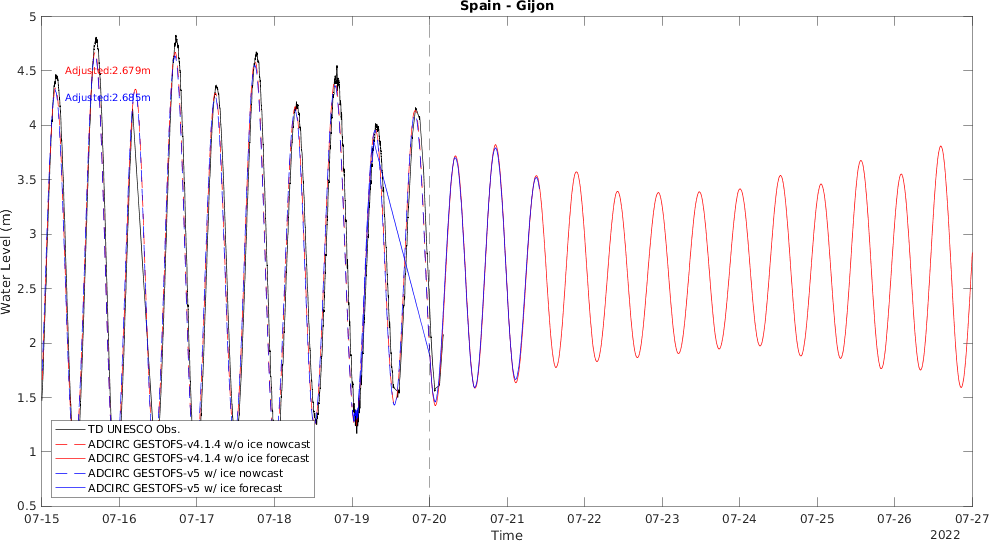 Spain - Gijon
5
4.5
4
3.5
3
2.5
2
1.5
1
0.5
Water Level (m)
Adjusted:2.679m
Adjusted:2.685m
TD UNESCO Obs.
ADCIRC GESTOFS-v4.1.4 w/o ice nowcast
ADCIRC GESTOFS-v4.1.4 w/o ice forecast
ADCIRC GESTOFS-v5 w/ ice nowcast
ADCIRC GESTOFS-v5 w/ ice forecast
07-15 07-16 07-17 07-18 07-19 07-20 07-21 07-22 07-23 07-24 07-25 07-26 07-27
Time
2022